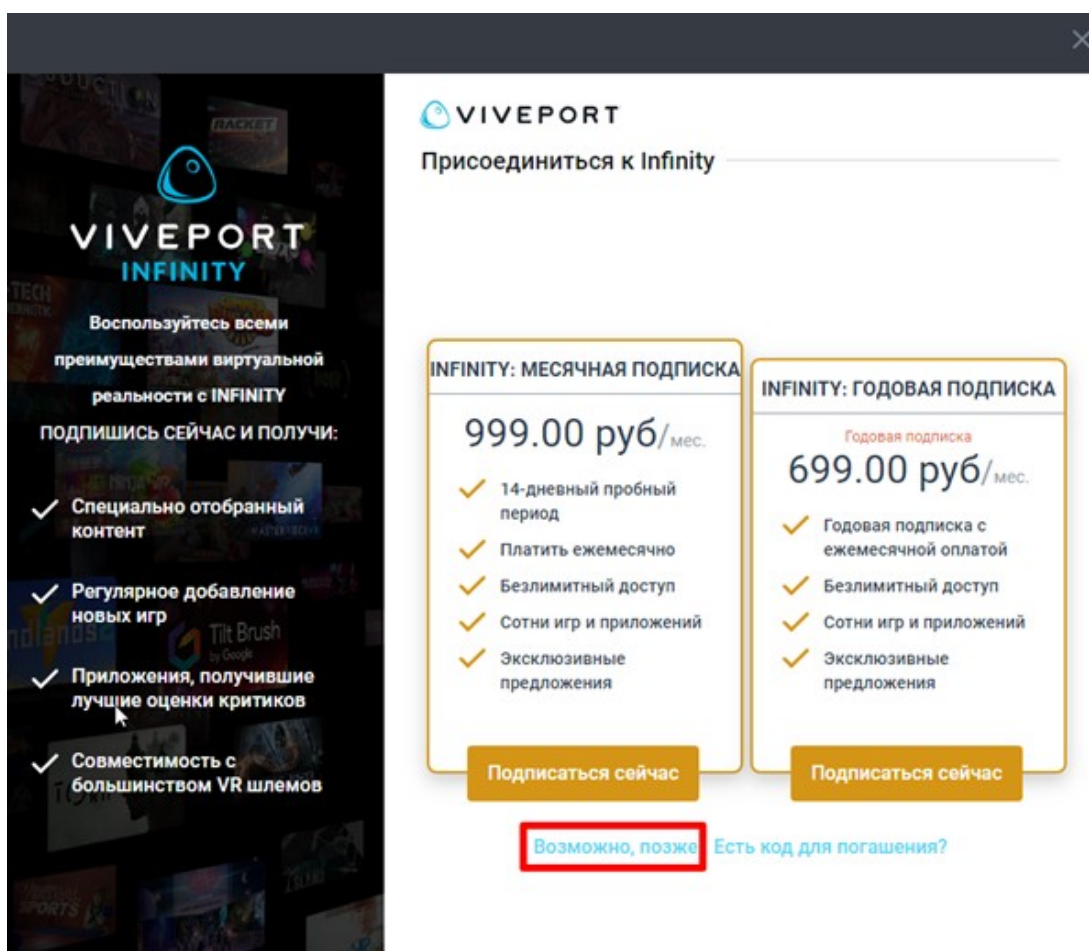 VIVEPORT
INFINITY
Воспользуйтесь всеми
преимуществами виртуальной
реальности с INFINITY
ПОДПИШИСЬ СЕЙЧАС И ПОЛУЧИ:
Специально отобранный
контент
Регулярное добавление
новых игр
Приложения, получившие
лучшие оценки критиков
Совместимость с
большинством VR шлемов
RACKET
Tilt Brush
by Google
SPORTS
VIVEPORT
Присоединиться к Infinity
INFINITY: МЕСЯЧНАЯ ПОДПИСКА
999.00 руб/мес.
14-дневный пробный
период
Платить ежемесячно
Безлимитный доступ
Сотни игр и приложений
Эксклюзивные
предложения
Подписаться сейчас
INFINITY: ГОДОВАЯ ПОДПИСКА
Годовая подписка
699.00 руб/мес.
Годовая подписка с
ежемесячной оплатой
Безлимитный доступ
Сотни игр и приложений
Эксклюзивные
предложения
Подписаться сейчас
Возможно, позже Есть код для погашения?